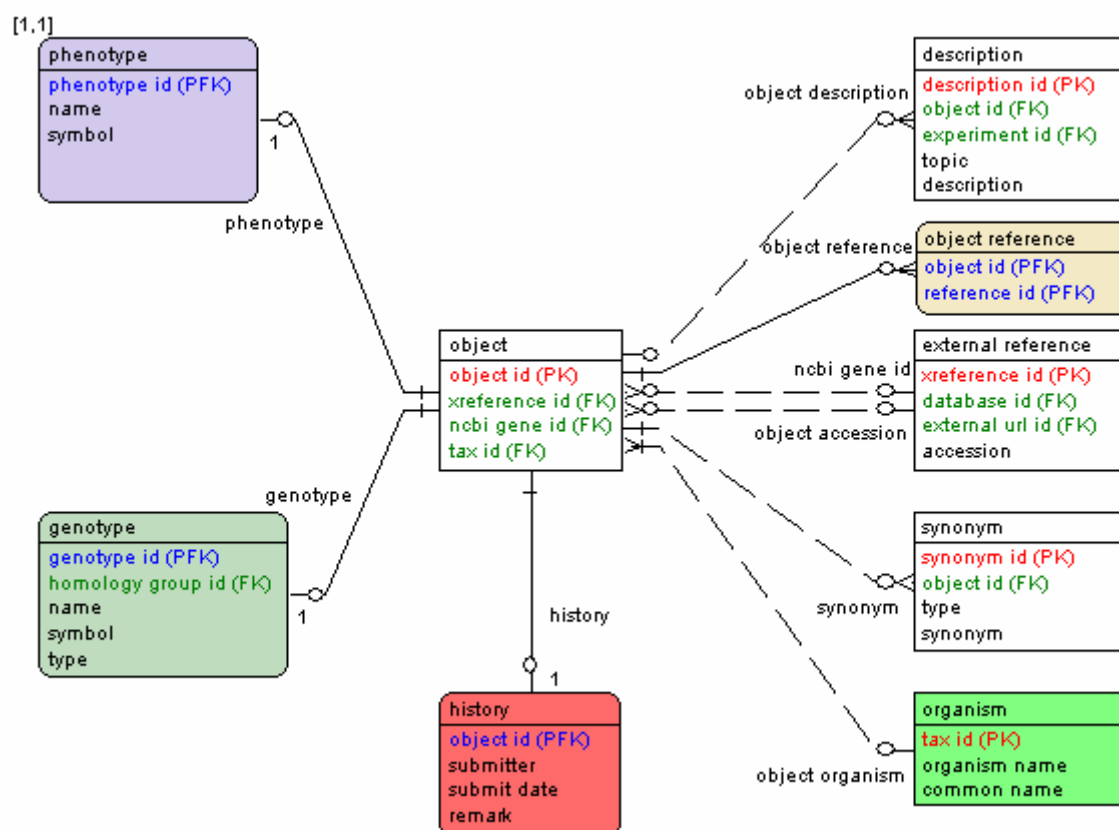 [1,1]
phenotype
phenotype id (PFK)
name
symbol
1
phenotype
description
description id (PK)
object id (FK)
experiment id (FK)
topic
description
object description
object reference
object reference
object id (PFK)
reference id (PFK)
object
object id (PK)
xreference id (FK)
ncbi gene id (FK)
tax id (FK)
ncbi gene id
object accession
external reference
xreference id (PK)
database id (FK)
external url id (FK)
accession
genotype
genotype
genotype id (PFK)
homology group id (FK)
name
symbol
type
1
synonym
synonym
synonym id (PK)
object id (FK)
type
synonym
history
1
history
object id (PFK)
submitter
submit date
remark
object organism
organism
tax id (PK)
organism name
common name